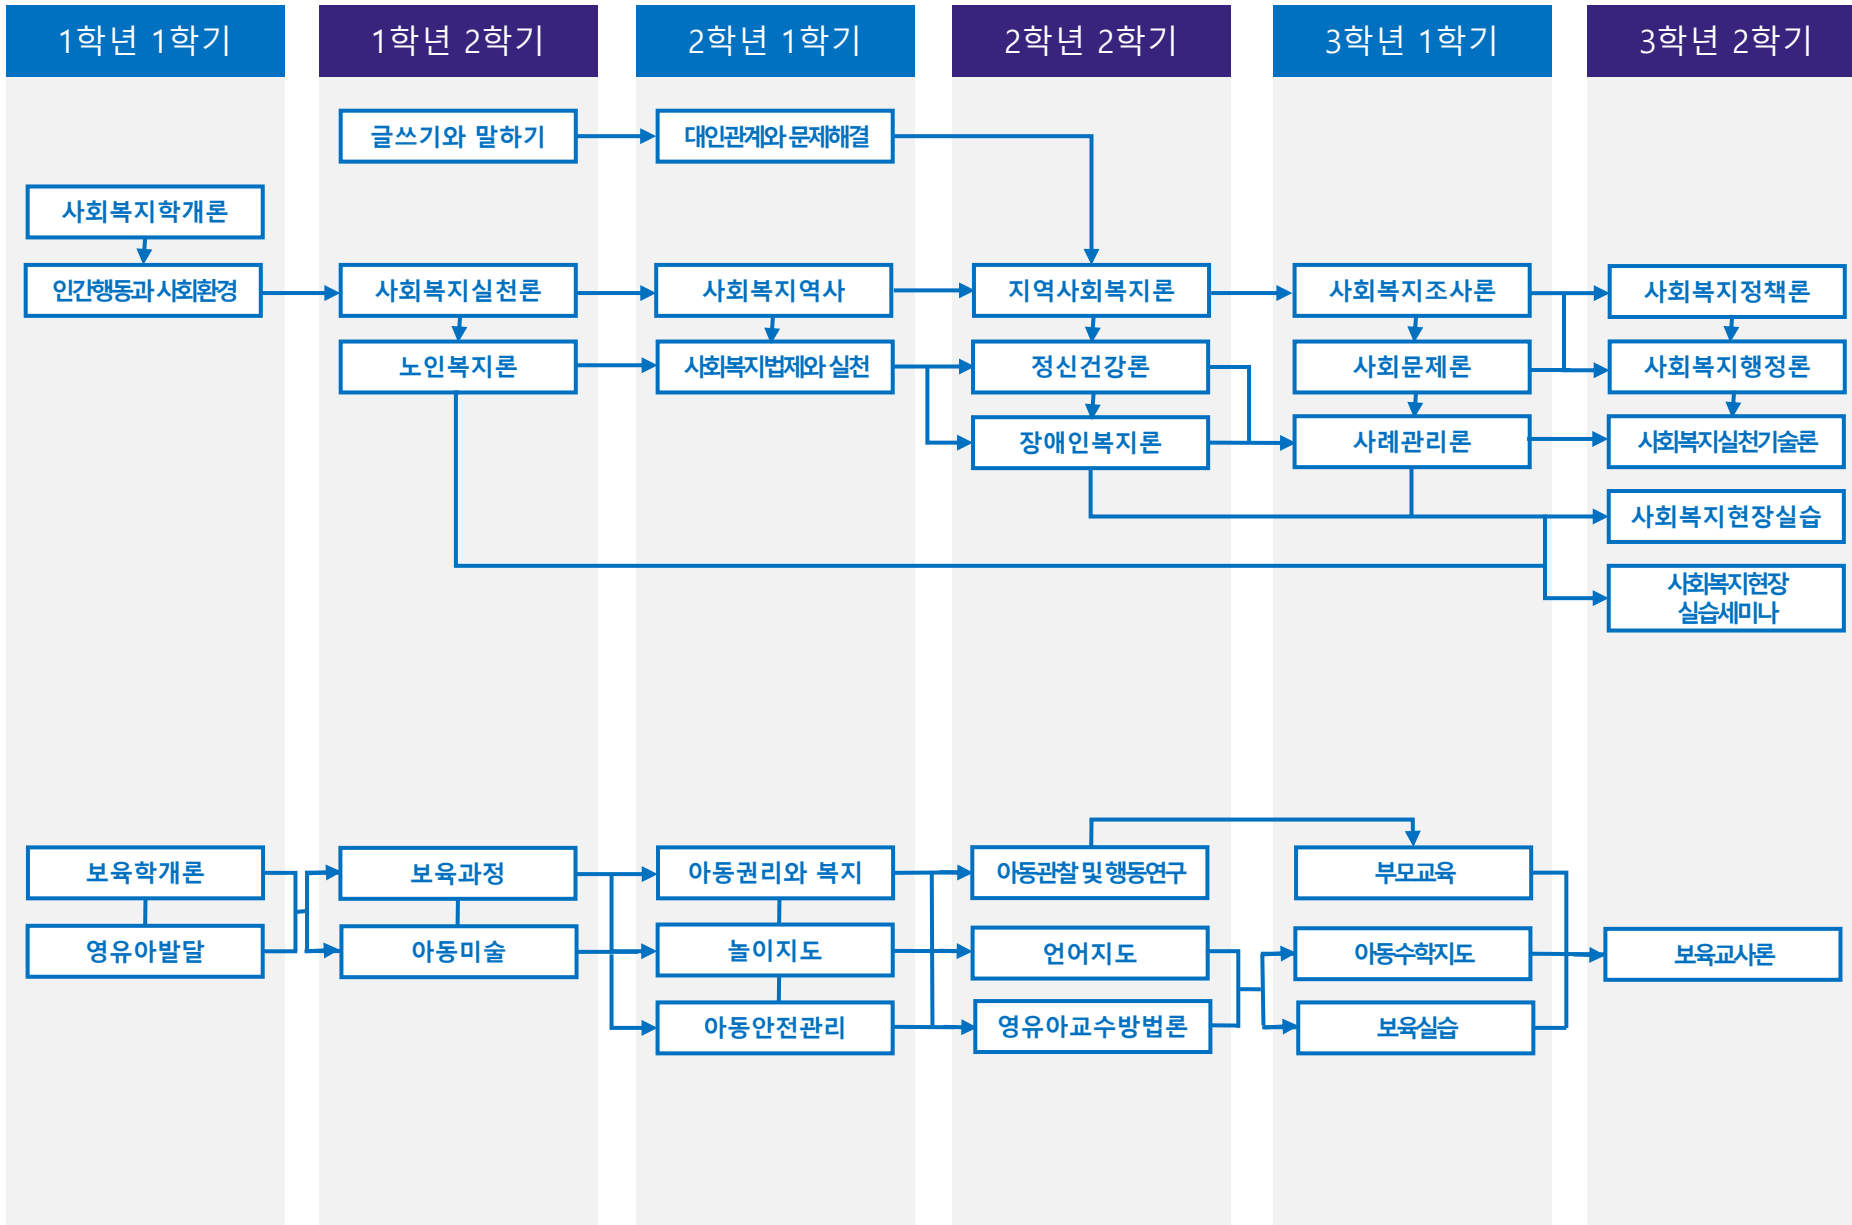 1학년 1학기
1학년 2학기
2학년 1학기
2학년 2학기
3학년 1학기
3학년 2학기
글쓰기와 말하기
대인관계와 문제해결
사회복지학개론
인간행동과 사회환경
사회복지실천론
사회복지역사
지역사회복지론
사회복지조사론
사회복지정책론
노인복지론
사회복지법제와 실천
정신건강론
사회문제론
사회복지행정론
장애인복지론
사례관리론
사회복지실천기술론
사회복지현장실습
사회복지현장
실습세미나
보육학개론
보육과정
아동권리와 복지
아동관찰 및 행동연구
부모교육
영유아발달
아동미술
놀이지도
언어지도
아동수학지도
보육교사론
아동안전관리
영유아교수방법론
보육실습